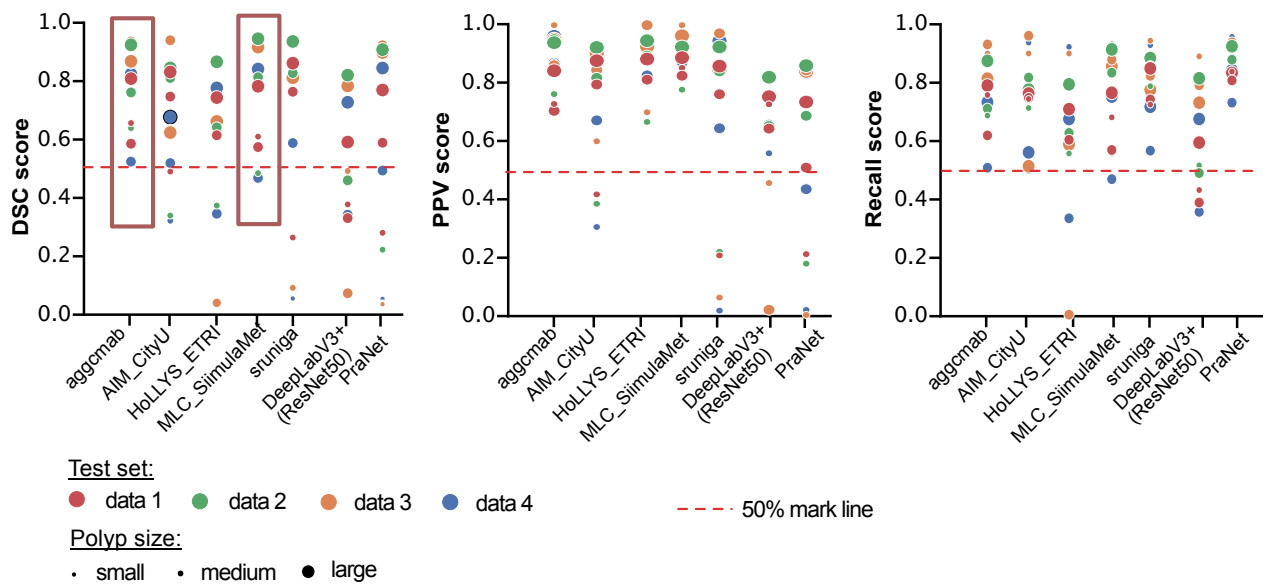 DSC score
1.0
0.8
0.6
0.4
0.2
0.0
aggcmab
AIM_CityU
HoLLYS_ETRI
MLC_SiimulaMet
sruniga
DeepLabV3+
(ResNet50)
PraNet
PPV score
1.0
0.8
0.6
0.4
0.2
0.0
aggcmab
AIM_CityU
HoLLYS_ETRI
MLC_SiimulaMet
sruniga
DeepLabV3+
(ResNet50)
PraNet
Recall score
1.0
0.8
0.6
0.4
0.2
0.0
aggcmab
AIM_CityU
HoLLYS_ETRI
MLC_SiimulaMet
sruniga
DeepLabV3+
(ResNet50)
PraNet
Test set:
data 1 data 2 data 3 data 4
50% mark line
Polyp size:
small medium large